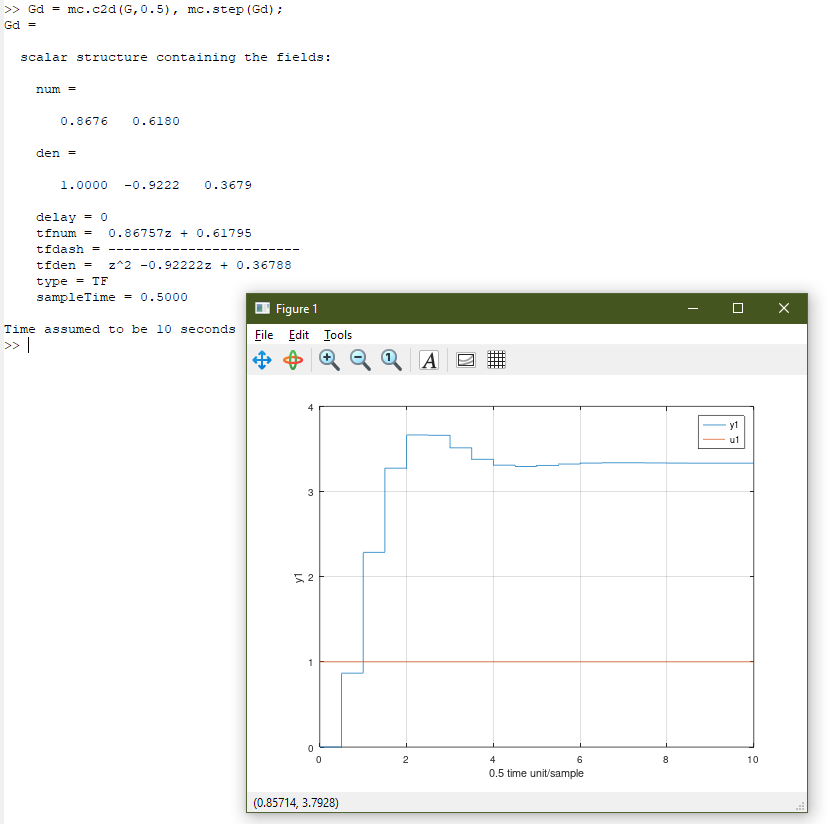 >> Gd = mc.c2d(G,0.5), mc.step(Gd);
Gd =
scalar structure containing the fields:
num =
0.8676 0.6180
den =
1.0000 -0.9222 0.3679
delay = 0
tfnum = 0.86757z + 0.61795
tfdash = ------------------------
tfden = z^2 -0.92222z + 0.36788
type = TF
sampleTime = 0.5000
Time assumed to be 10 seconds
>>
Figure 1
File Edit Tools
A
4
3
2
1
0
y1
y1
u1
0 2 4 6 8 10
0.5 time unit/sample
(0.85714, 3.7928)